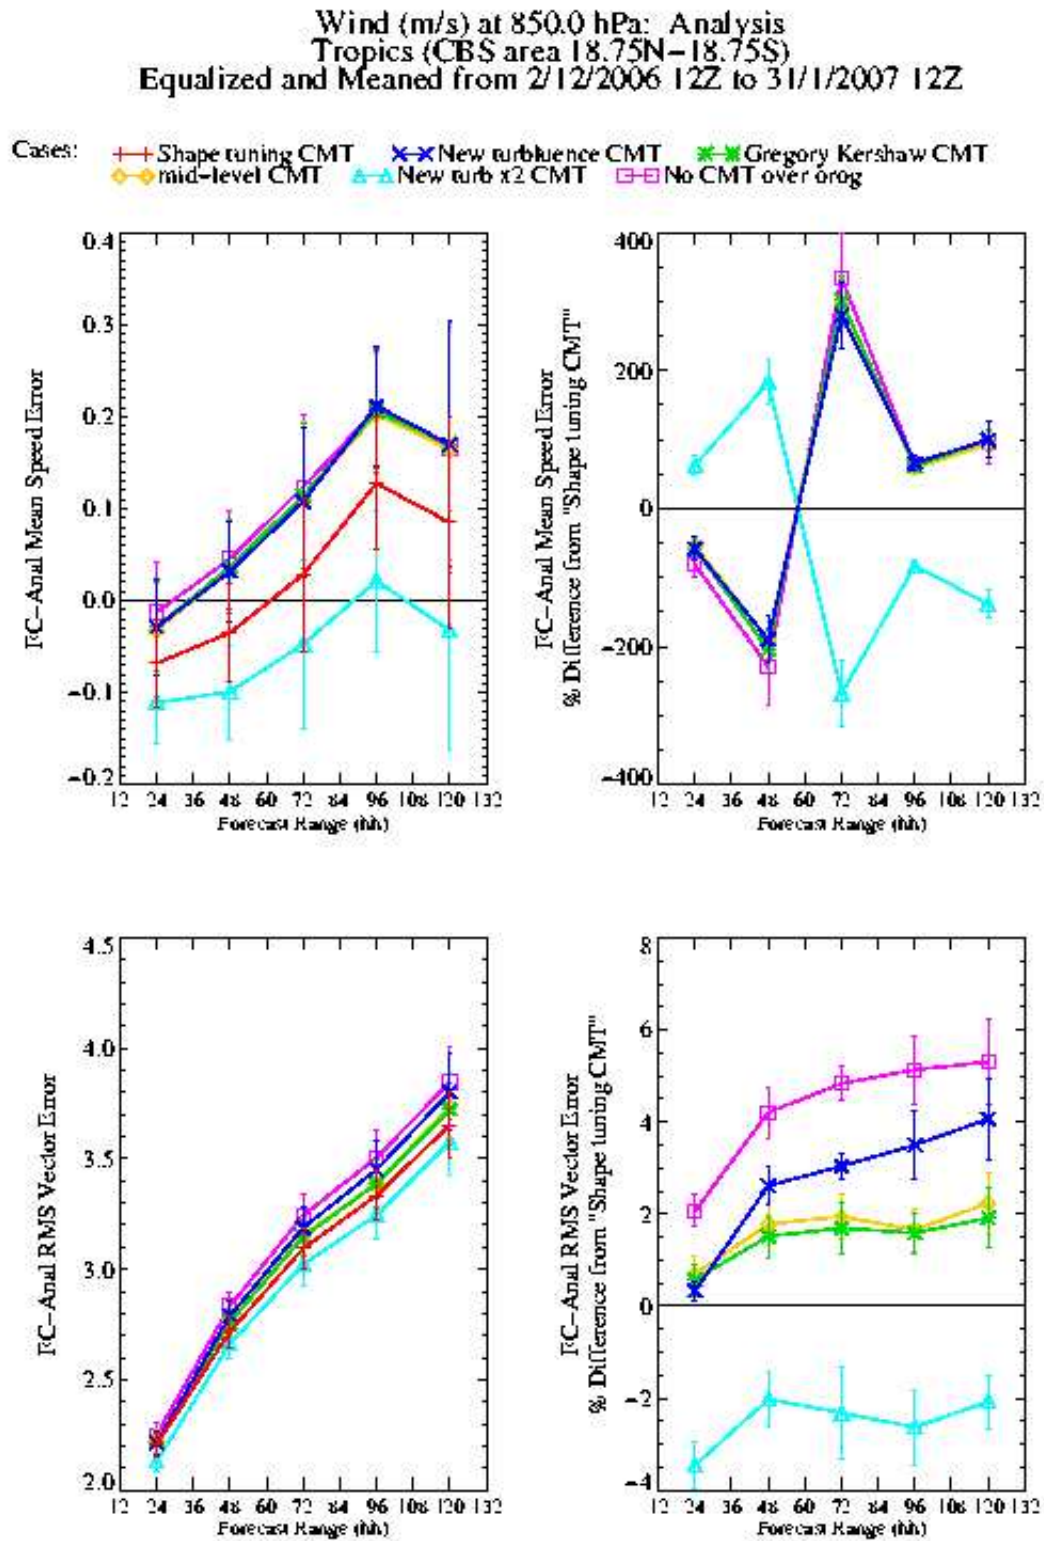 Wind (m/s) at 850.0 hPa: Analysis
Tropics (CBS area 18.75N−18.75S)
Equalized and Meaned from 2/12/2006 12Z to 31/1/2007 12Z
Cases: Shape tuning CMT New turbluence CMT Gregory Kershaw CMT
mid−level CMT New turb x2 CMT No CMT over orog
FC−Anal Mean Speed Error
0.4
0.3
0.2
0.1
0.0
−0.1
−0.2
12 24 36 48 60 72 84 96 108 120 132
Forecast Range (hh)
FC−Anal Mean Speed Error
% Difference from "Shape tuning CMT"
400
200
0
−200
−400
12 24 36 48 60 72 84 96 108 120 132
Forecast Range (hh)
FC−Anal RMS Vector Error
4.5
4.0
3.5
3.0
2.5
2.0
12 24 36 48 60 72 84 96 108 120 132
Forecast Range (hh)
FC−Anal RMS Vector Error
% Difference from "Shape tuning CMT"
8
6
4
2
0
−2
−4
12 24 36 48 60 72 84 96 108 120 132
Forecast Range (hh)